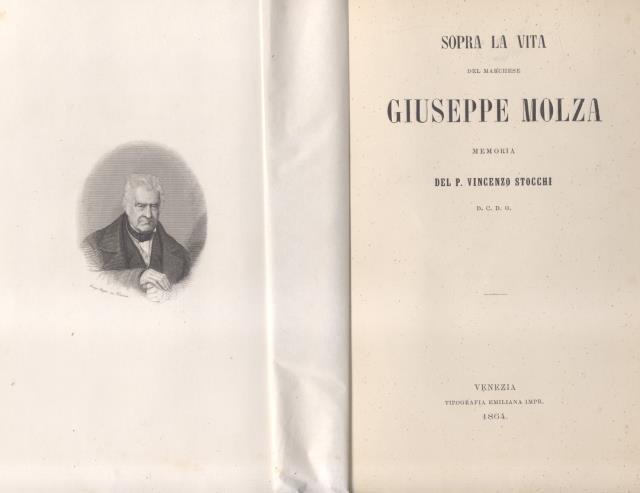 SOPRA LA VITA
DEL MARCHESE
GIUSEPPE MOLZA
MEMORIA
DEL P. VINCENZO STOCCHI
D. C. D. G.
VENEZIA
TIPOGRAFIA EMILIANA IMPR.
1864.